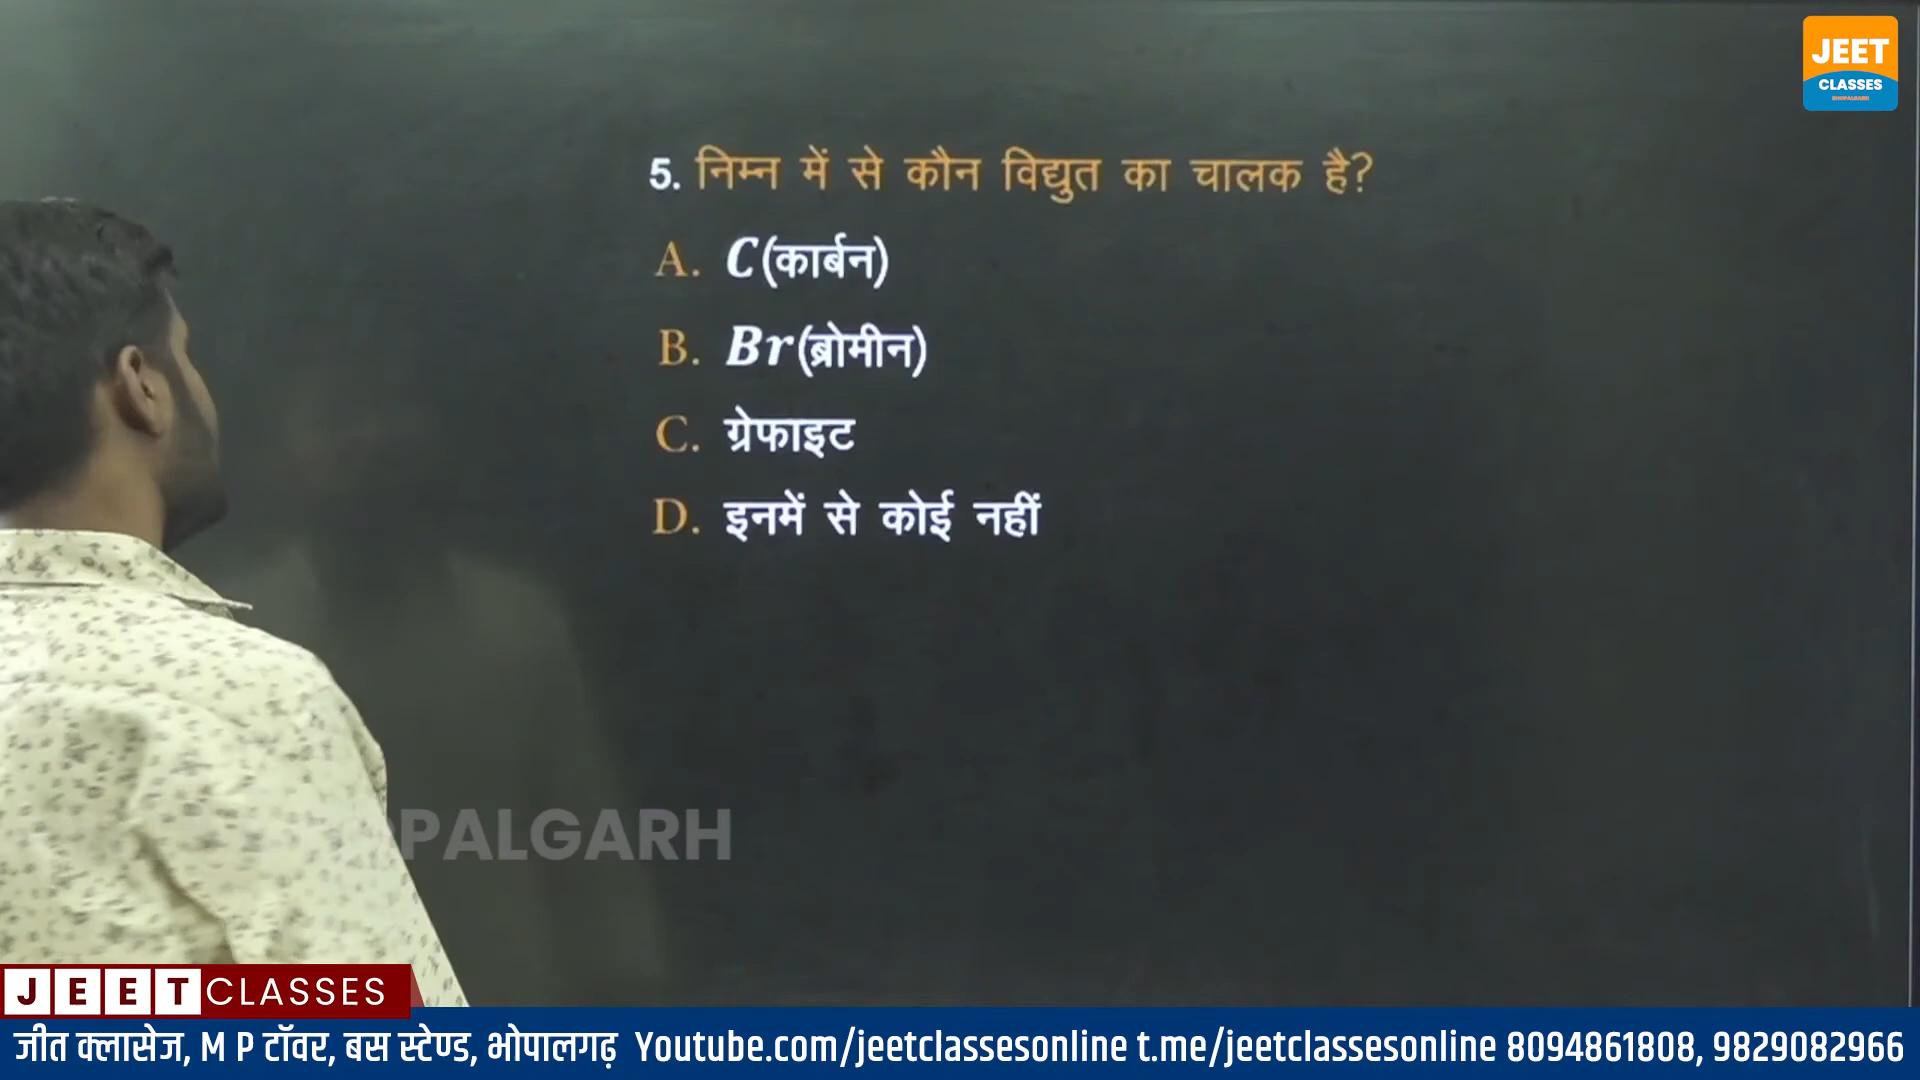 JEET
CLASSES
5. निम्न में से कौन विद्युत का चालक है?
A. C(कार्बन)
B. Br(ब्रोमीन)
C. ग्रेफाइट
D. इनमें से कोई नहीं
PALGARH
JEET CLASSES
जीत क्लासेज, M P टॉवर, बस स्टेण्ड, भोपालगढ़ Youtube.com/jeetclassesonline t.me/jeetclassesonline 8094861808, 9829082966